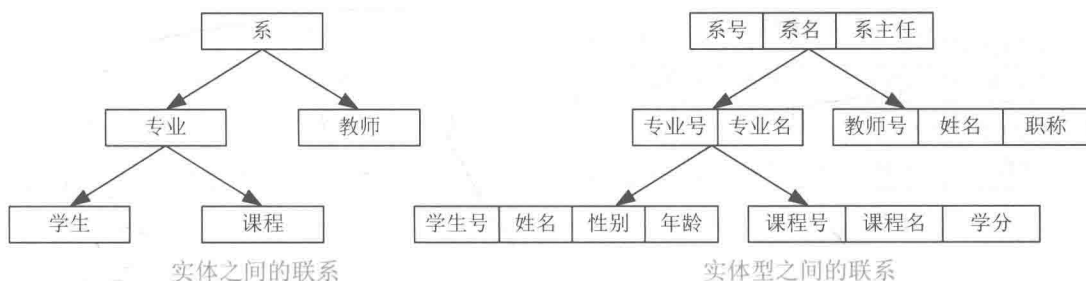 系
系号 系名 系主任
专业 教师
专业号 专业名 教师号 姓名 职称
学生 课程
学生号 姓名 性别 年龄 课程号 课程名 学分
实体之间的联系 实体型之间的联系